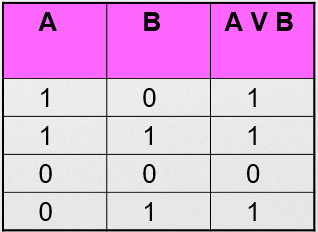 A B A V B
1 0 1
1 1 1
0 0 0
0 1 1